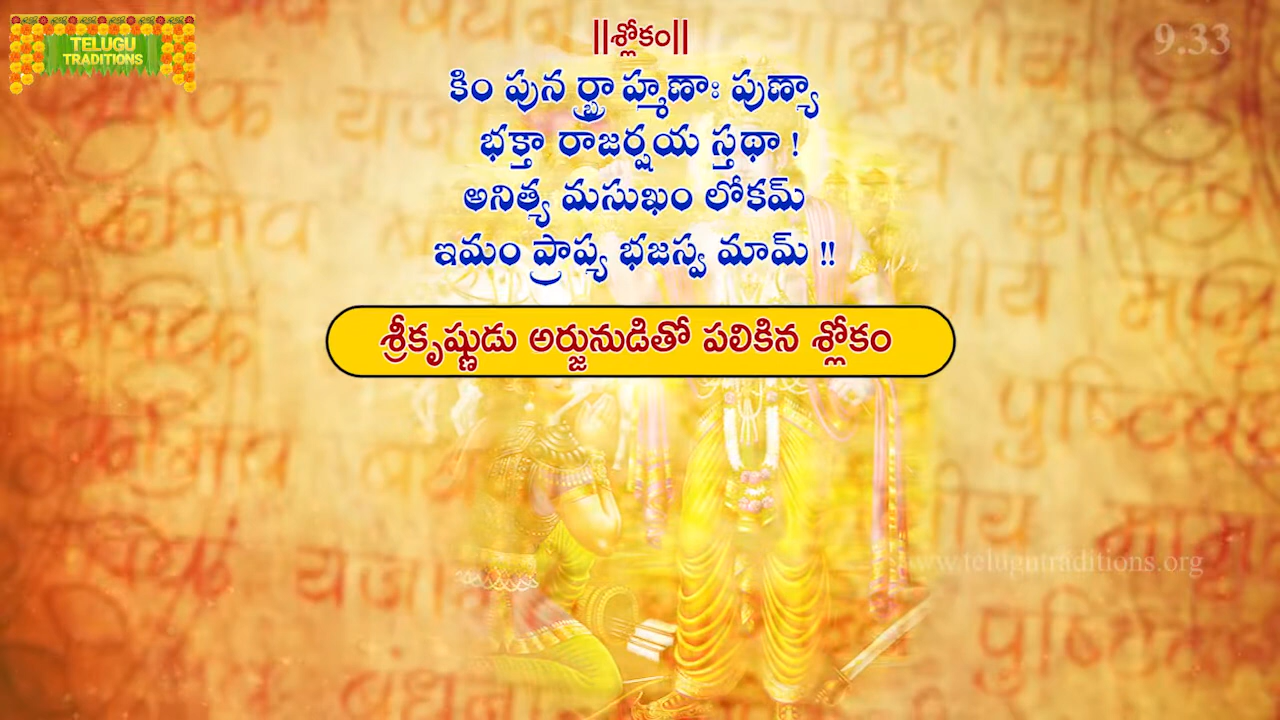 TELUGU
TRADITIONS
9.33
||శ్లోకం||
కిం పున ర్బ్రా హ్మణాః పుణ్యా
భక్తా రాజర్షయ స్తథా !
అనిత్య మసుఖం లోకమ్
ఇమం ప్రాప్య భజస్వ మామ్ !!
శ్రీకృష్ణుడు అర్జునుడితో పలికిన శ్లోకం
www.telugutraditions.org